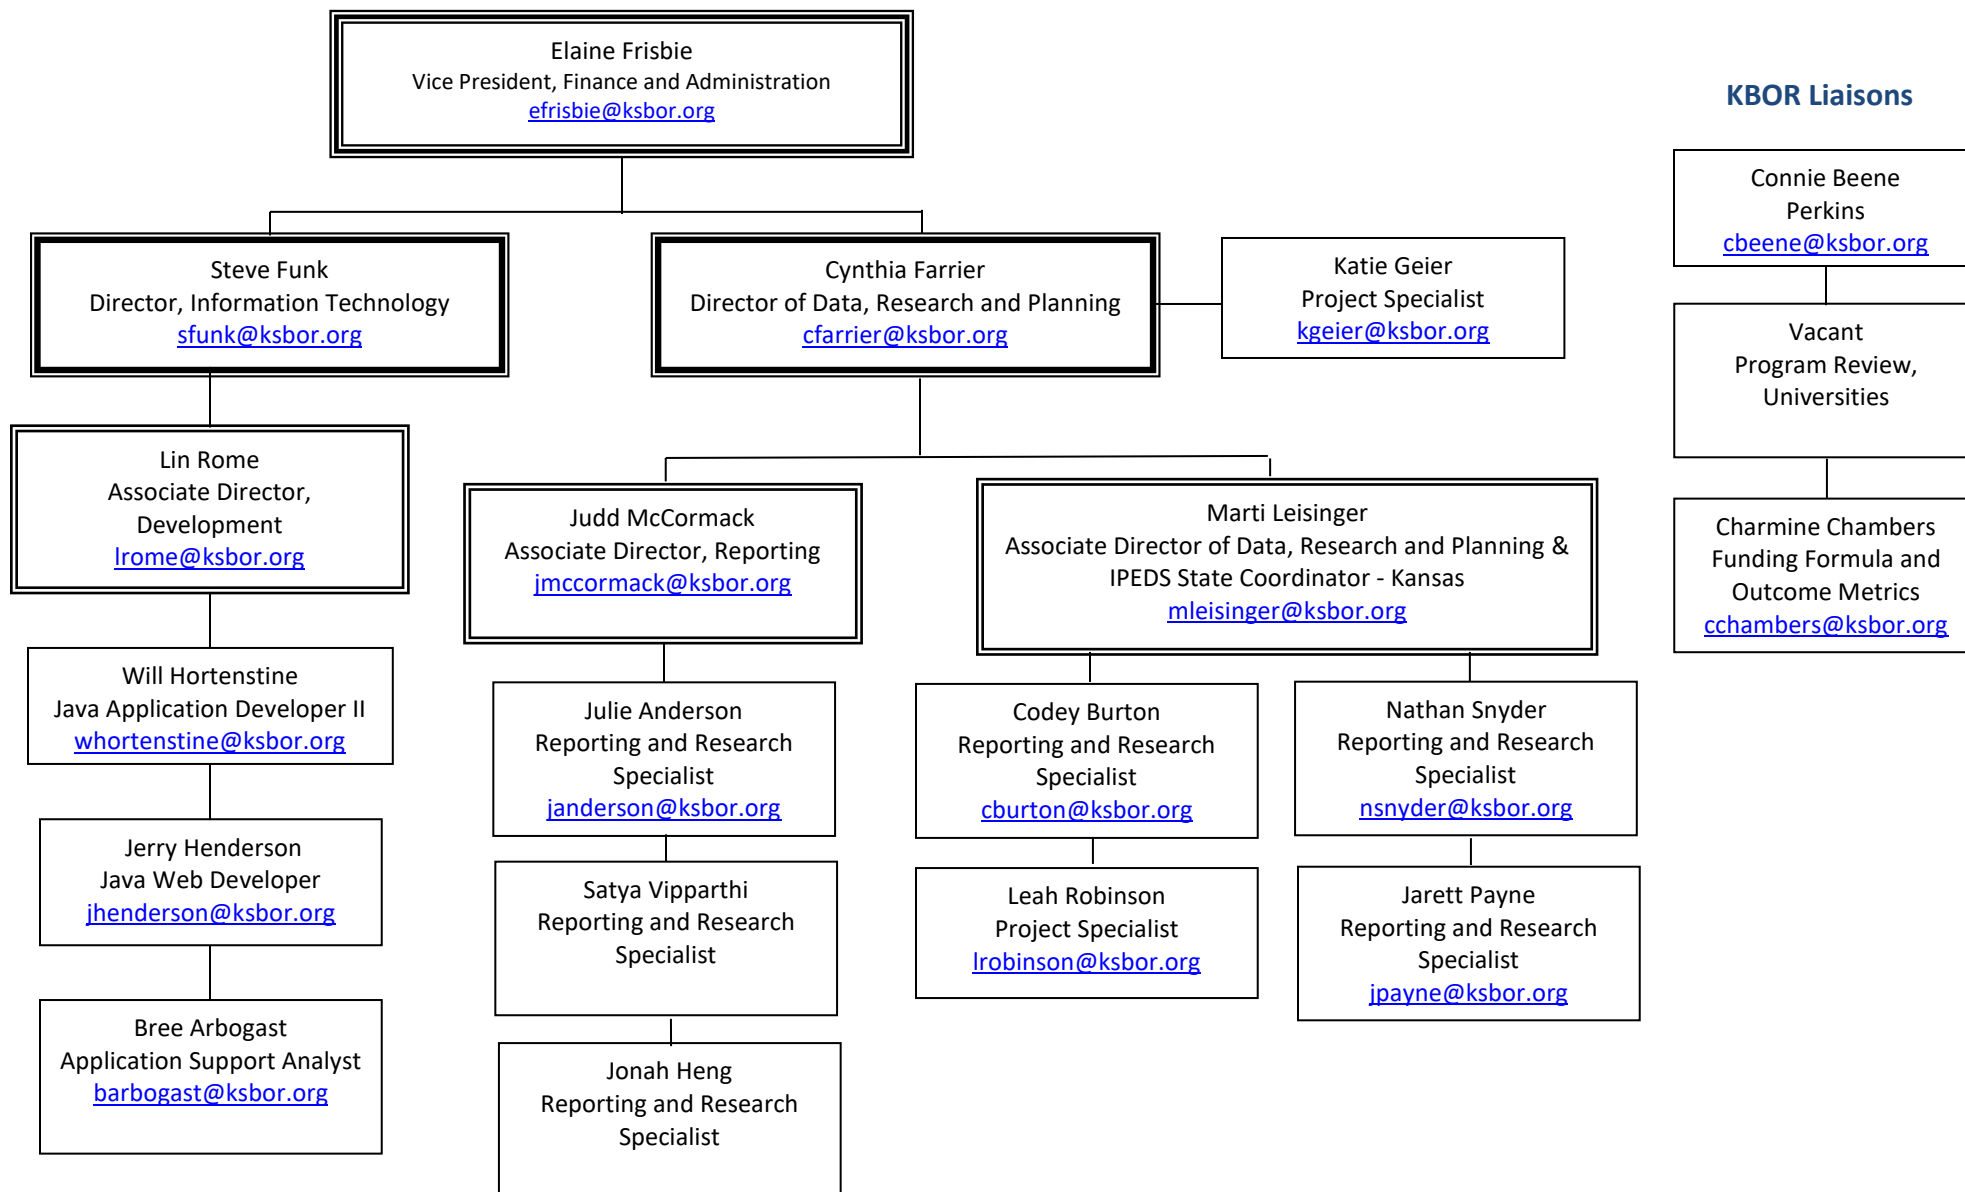 Elaine Frisbie
Vice President, Finance and Administration
efrisbie@ksbor.org
KBOR Liaisons
Connie Beene
Perkins
cbeene@ksbor.org
Steve Funk
Director, Information Technology
sfunk@ksbor.org
Cynthia Farrier
Director of Data, Research and Planning
cfarrier@ksbor.org
Katie Geier
Project Specialist
kgeier@ksbor.org
Vacant
Program Review,
Universities
Lin Rome
Associate Director,
Development
lrome@ksbor.org
Judd McCormack
Associate Director, Reporting
jmccormack@ksbor.org
Marti Leisinger
Associate Director of Data, Research and Planning &
IPEDS State Coordinator - Kansas
mleisinger@ksbor.org
Charmine Chambers
Funding Formula and
Outcome Metrics
cchambers@ksbor.org
Will Hortenstine
Java Application Developer II
whortenstine@ksbor.org
Julie Anderson
Reporting and Research
Specialist
janderson@ksbor.org
Codey Burton
Reporting and Research
Specialist
cburton@ksbor.org
Nathan Snyder
Reporting and Research
Specialist
nsnyder@ksbor.org
Jerry Henderson
Java Web Developer
jhenderson@ksbor.org
Satya Vipparthi
Reporting and Research
Specialist
Leah Robinson
Project Specialist
lrobinson@ksbor.org
Jarett Payne
Reporting and Research
Specialist
jpayne@ksbor.org
Bree Arbogast
Application Support Analyst
barbogast@ksbor.org
Jonah Heng
Reporting and Research
Specialist